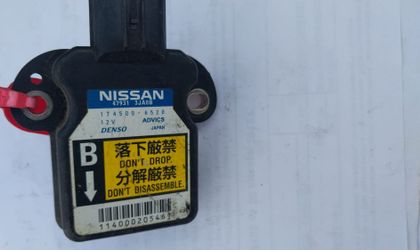 NISSAN
47931 3JA0B
174500-6520
12V ADVICS
DENSO JAPAN
B
落下厳禁
DON'T DROP.
分解厳禁
DON'T DISASSEMBLE.